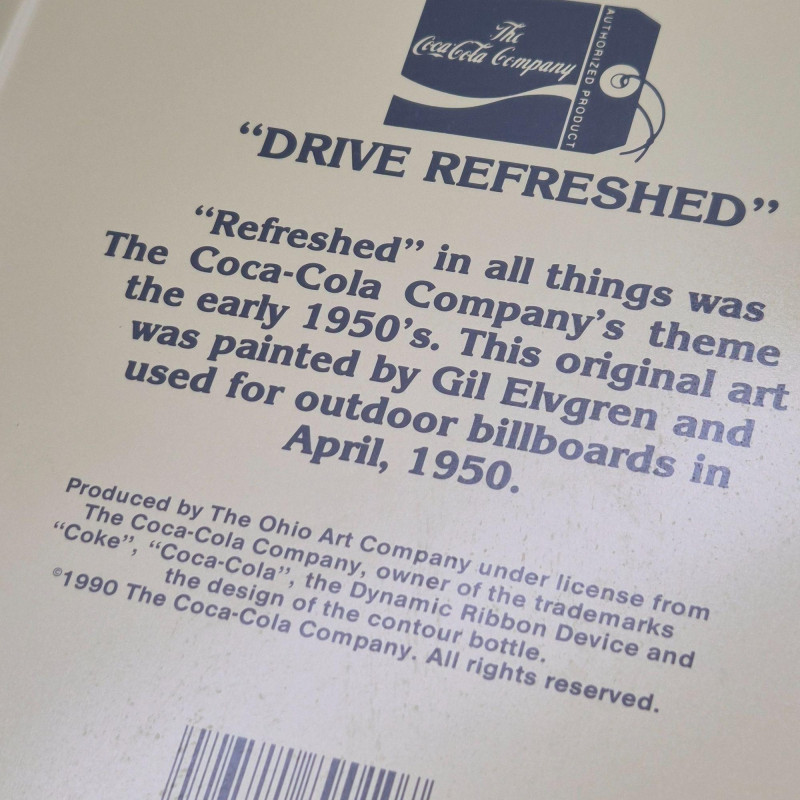 The
Coca-Cola Company
AUTHORIZED PRODUCT
“DRIVE REFRESHED”
“Refreshed” in all things was
The Coca-Cola Company's theme
the early 1950's. This original art
was painted by Gil Elvgren and
used for outdoor billboards in
April, 1950.
Produced by The Ohio Art Company under license from
The Coca-Cola Company, owner of the trademarks
“Coke”, “Coca-Cola”, the Dynamic Ribbon Device and
the design of the contour bottle.
©1990 The Coca-Cola Company. All rights reserved.